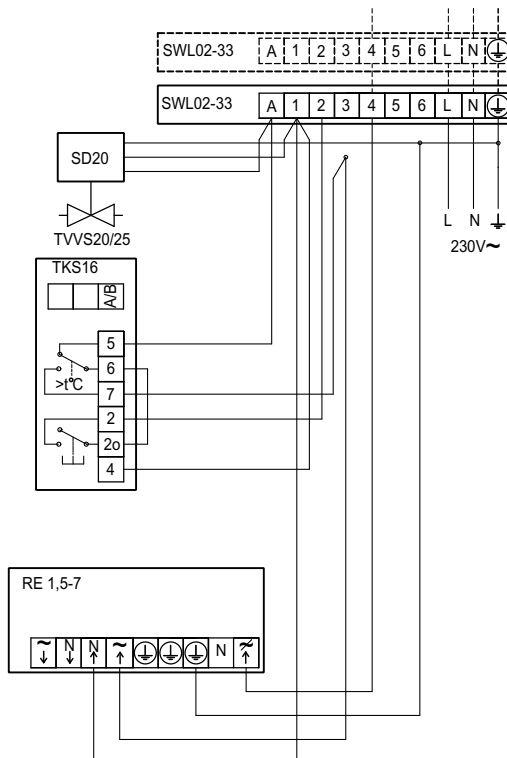 SWL02-33 A 1 2 3 4 5 6 L N
SWL02-33 A 1 2 3 4 5 6 L N
SD20
TVVS20/25
L N
230V~
TKS16
A/B
5
6
>t°C
7
2
2o
4
RE 1,5-7
~ N N ~ N ~